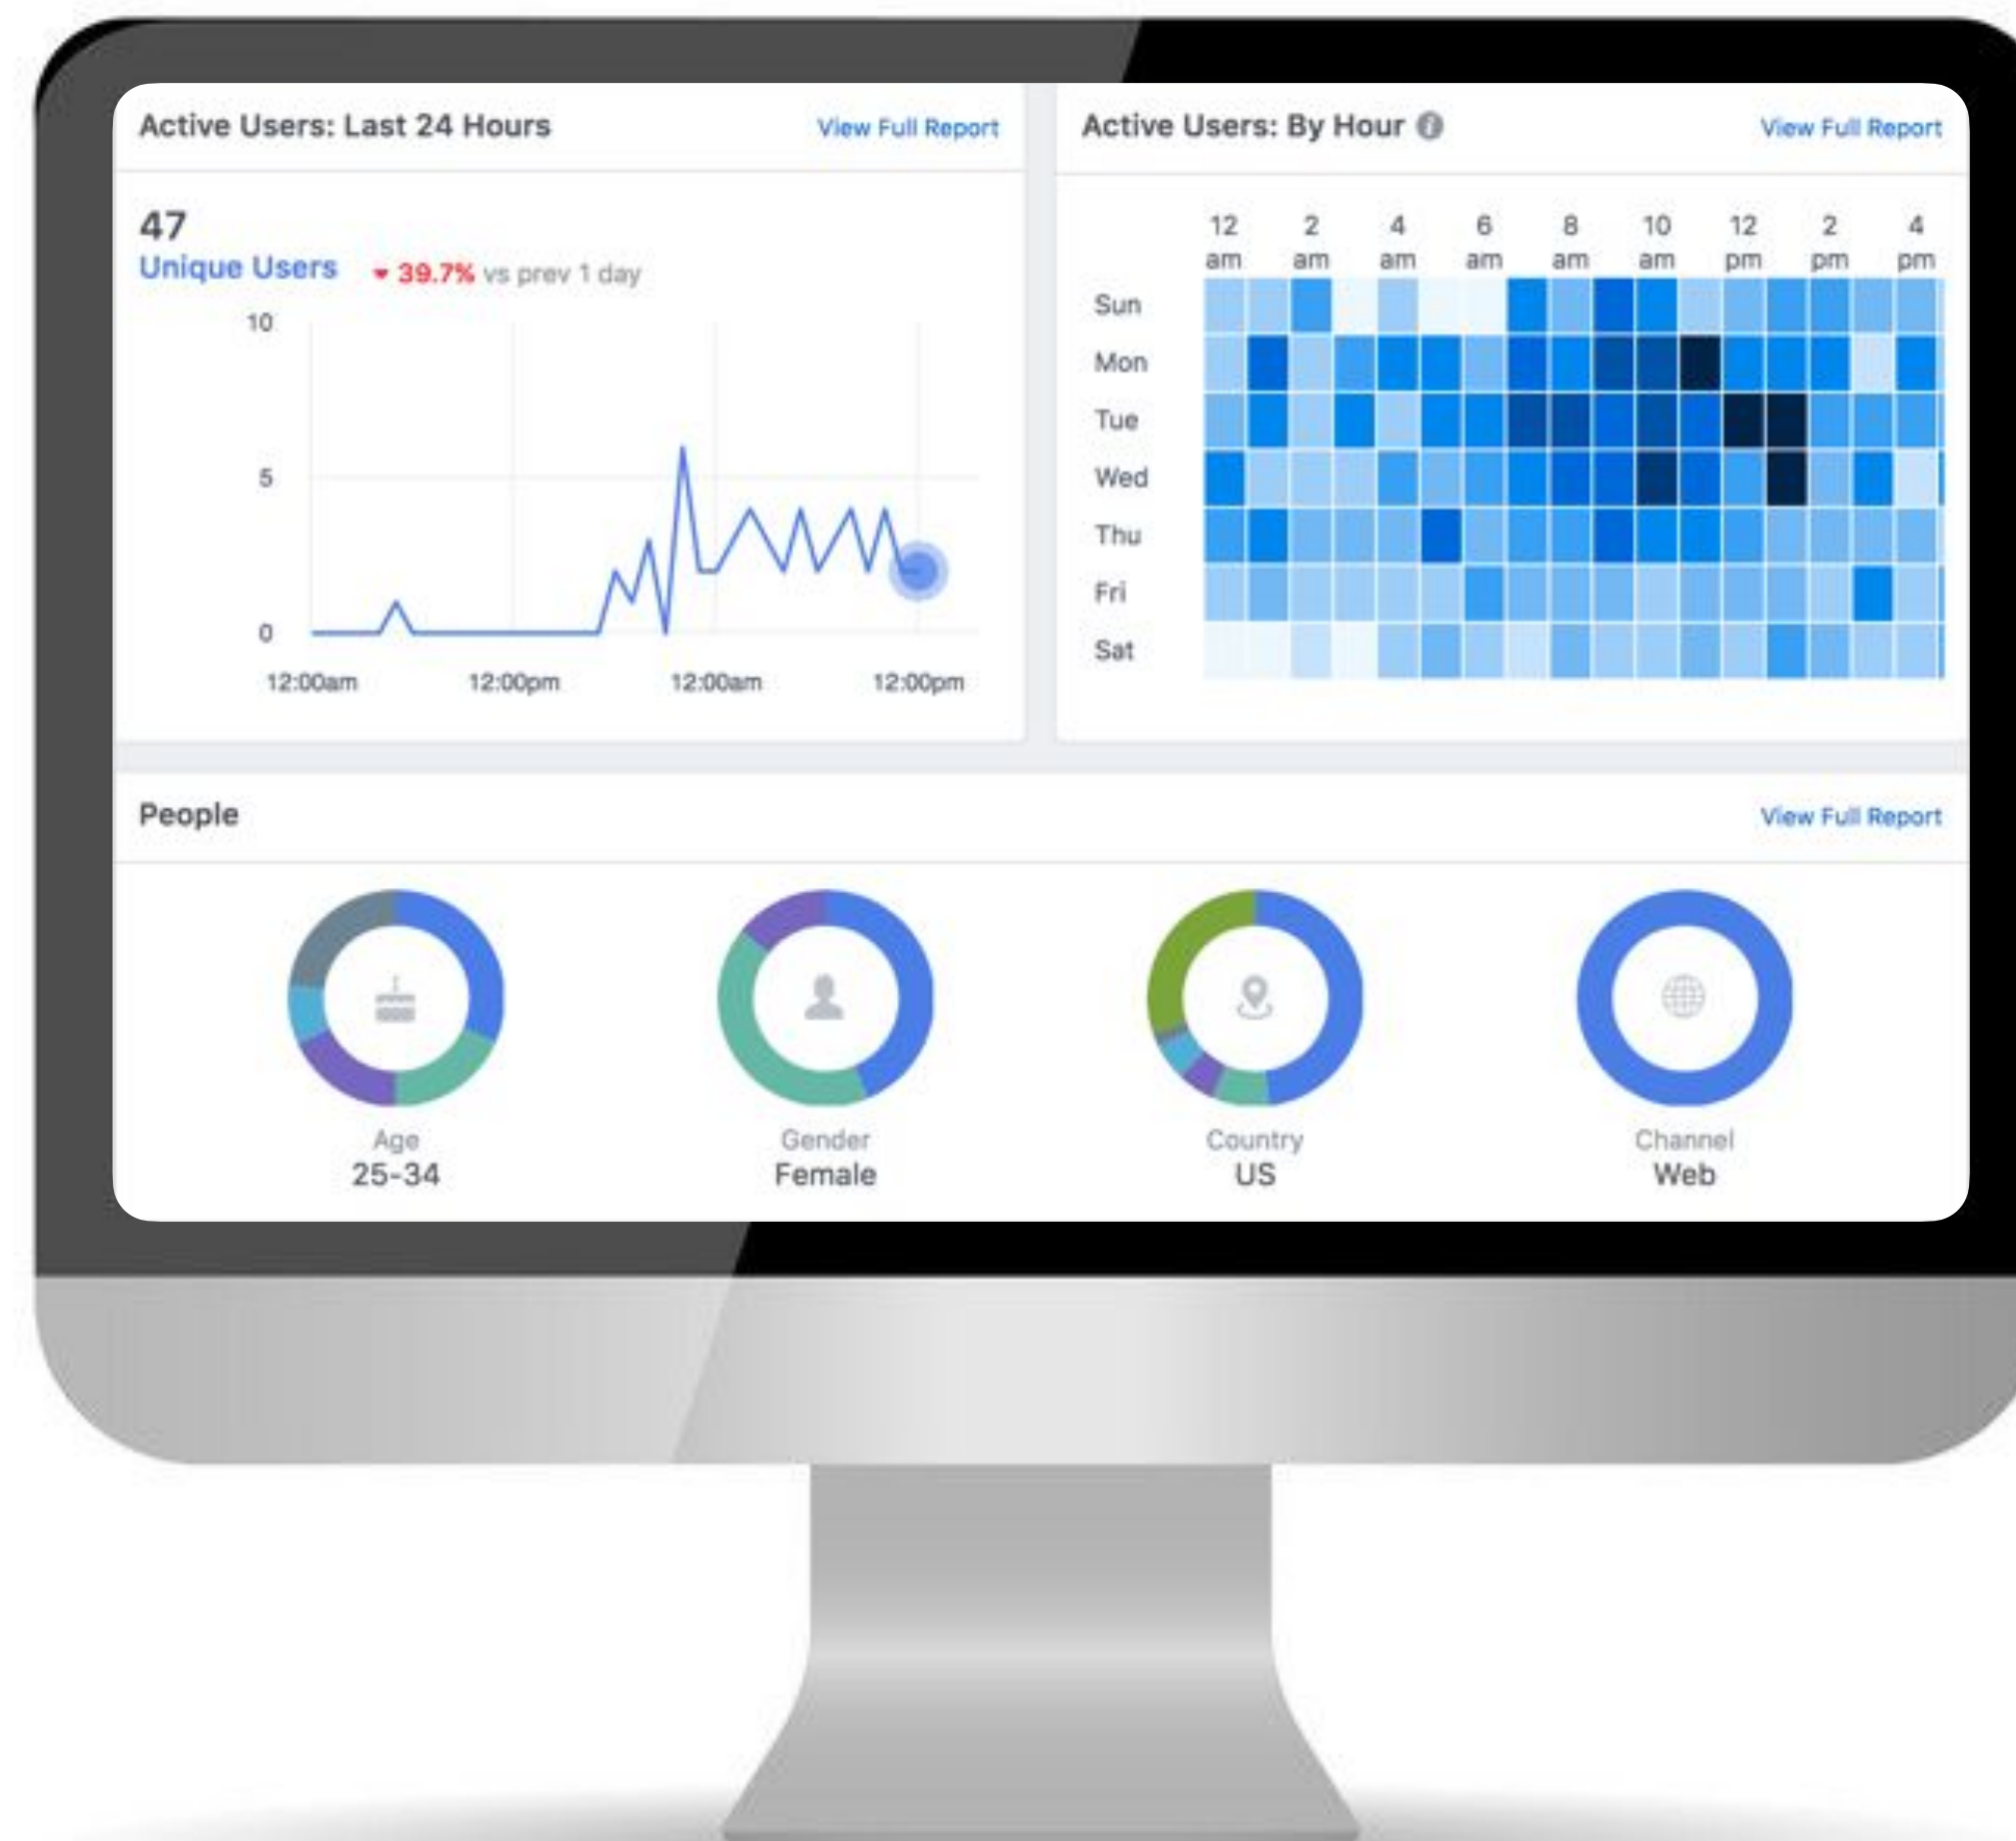 Active Users: Last 24 Hours
View Full Report
47
Unique Users
39.7% vs prev 1 day
10
5
0
12:00am 12:00pm 12:00am 12:00pm
Active Users: By Hour
View Full Report
12 2 4 6 8 10 12 2 4
am am am am am am pm pm pm
Sun
Mon
Tue
Wed
Thu
Fri
Sat
People
View Full Report
Age
25-34
Gender
Female
Country
US
Channel
Web